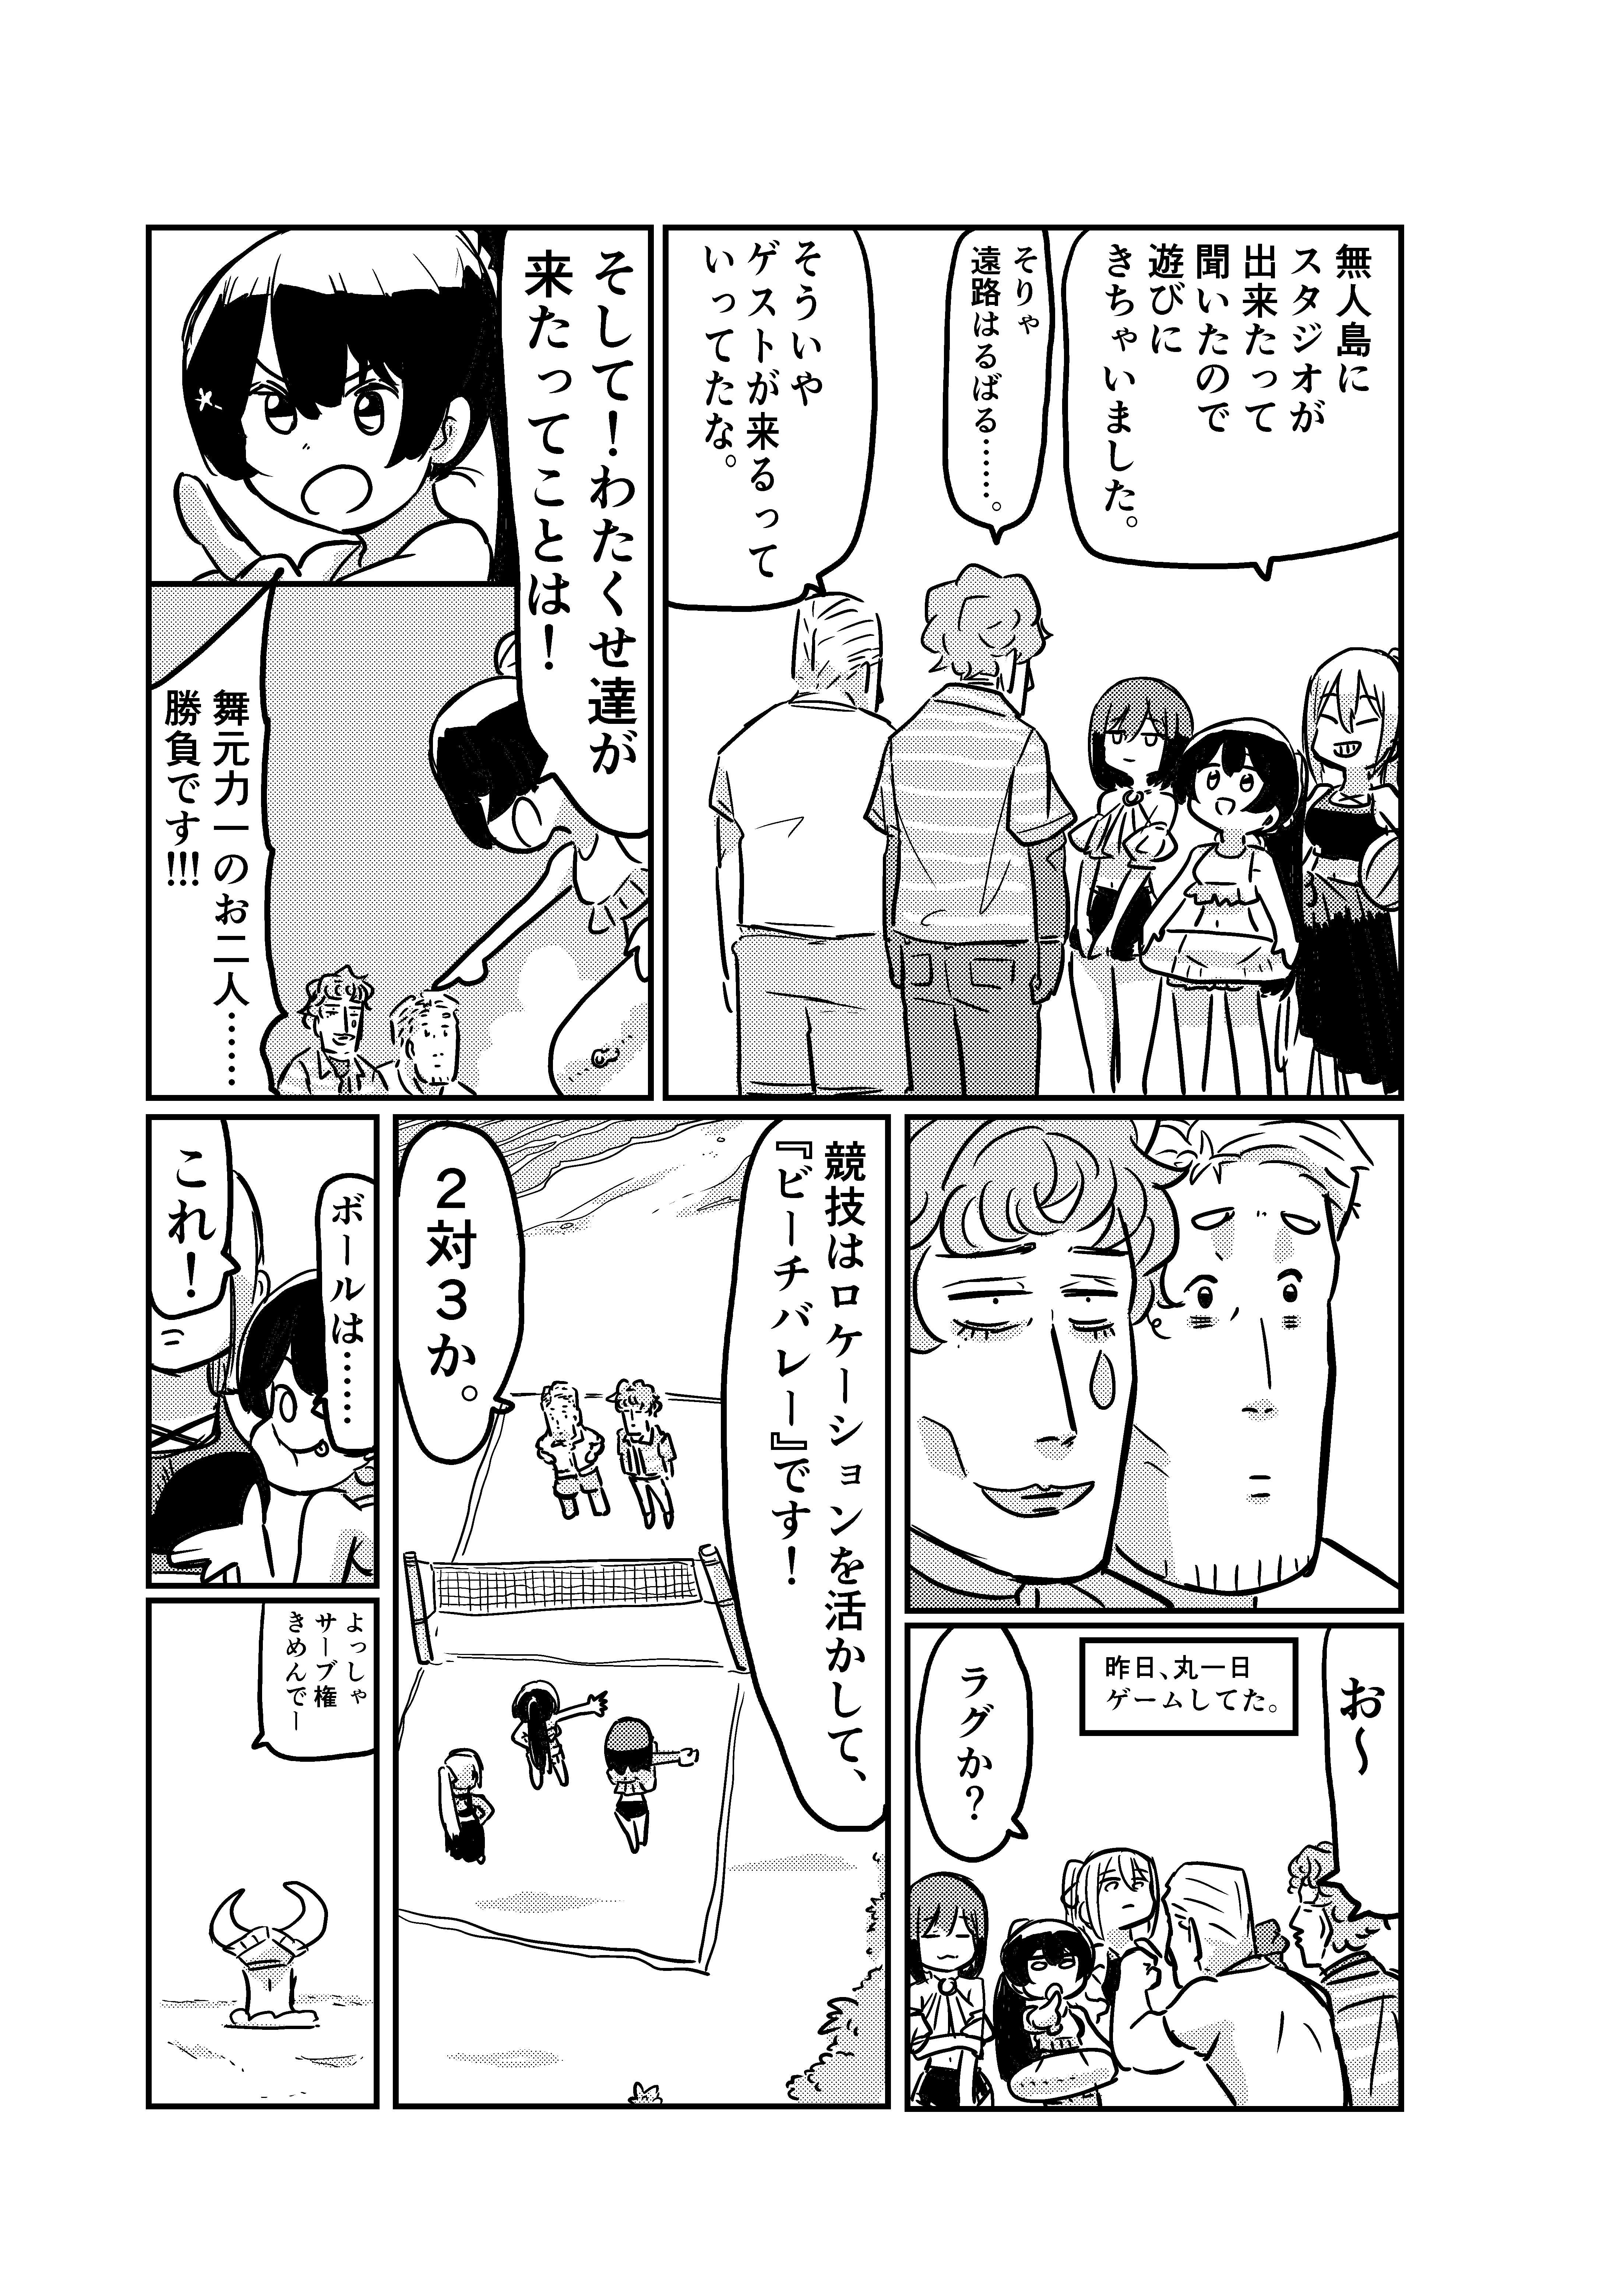 無人島に
スタジオが
出来たって
聞いたので
遊びに
きちゃいました。
そりゃ
遠路はるばる……。
そういや
ゲストが来るって
いってたな。
そして！わたくせ達が
来たってことは！
舞元力一のお二人……
勝負です!!!
お～
昨日、丸一日
ゲームしてた。
ラグか？
競技はロケーションを活かして、
『ビーチバレー』です！
２対３か。
ボールは……
これ！
よっしゃ
サーブ権
きめんでー